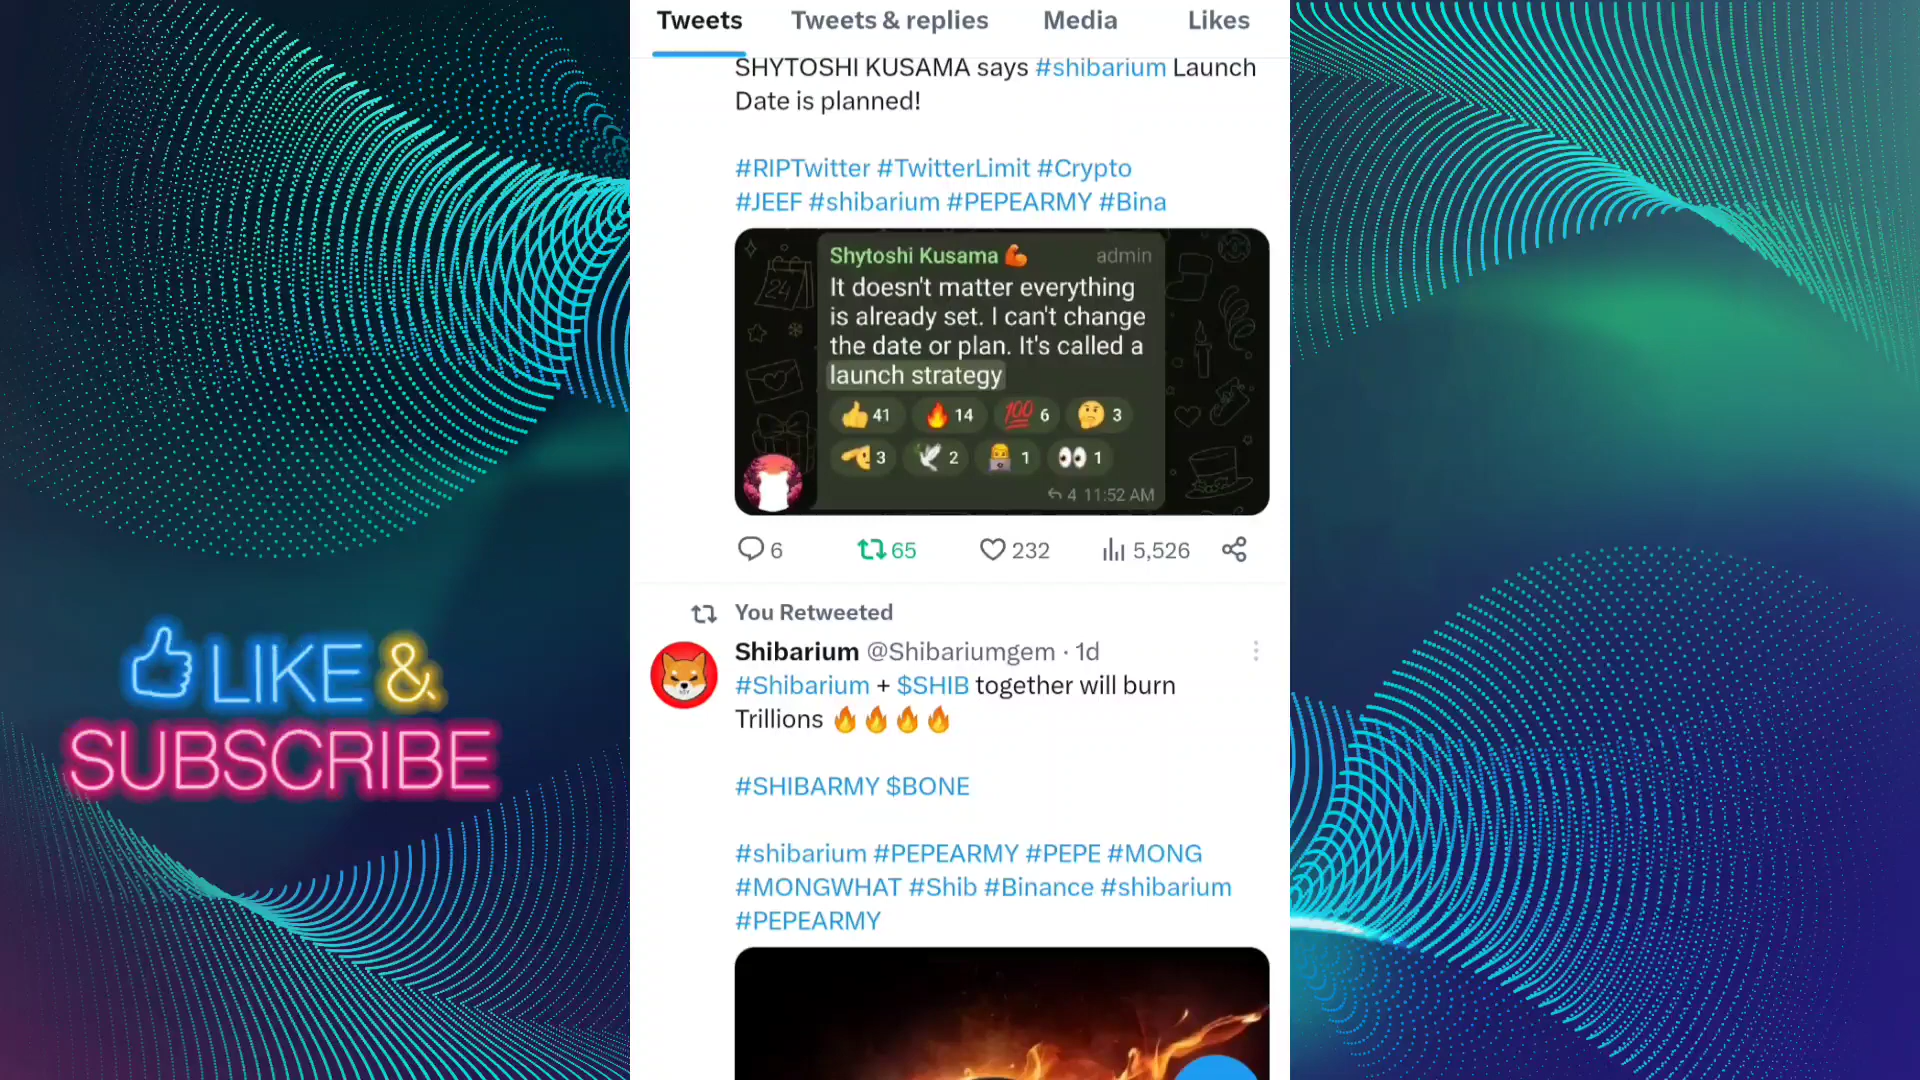 Tweets Tweets & replies Media Likes
SHYTOSHI KUSAMA says #shibarium Launch
Date is planned!
#RIPTwitter #TwitterLimit #Crypto
#JEEF #shibarium #PEPEARMY #Bina
Shytoshi Kusama 💪 admin
It doesn't matter everything
is already set. I can't change
the date or plan. It's called a
launch strategy
👍 41 🔥 14 💯 6 🤔 3
🫡 3 🕊 2 👨‍💻 1 👀 1
4 11:52 AM
24
6 65 232 5,526
You Retweeted
Shibarium @Shibariumgem · 1d
#Shibarium + $SHIB together will burn
Trillions 🔥🔥🔥🔥
#SHIBARMY $BONE
#shibarium #PEPEARMY #PEPE #MONG
#MONGWHAT #Shib #Binance #shibarium
#PEPEARMY
LIKE &
SUBSCRIBE